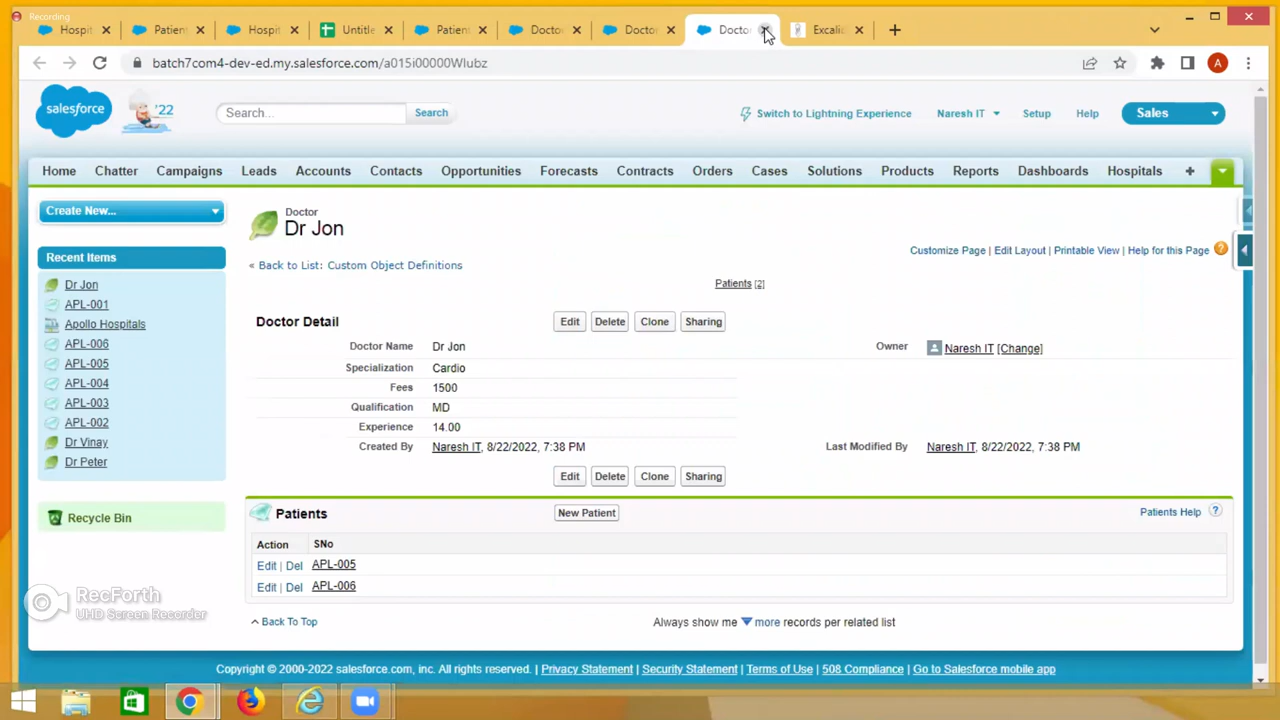 Recording
Hospit Patien Hospit Untitle Patient Docto Docto Docto Excalid
batch7com4-dev-ed.my.salesforce.com/a015i00000Wlubz
A
salesforce '22 Search... Search Switch to Lightning Experience Naresh IT Setup Help Sales
Home Chatter Campaigns Leads Accounts Contacts Opportunities Forecasts Contracts Orders Cases Solutions Products Reports Dashboards Hospitals +
Create New...
Recent Items
Dr Jon
APL-001
Apollo Hospitals
APL-006
APL-005
APL-004
APL-003
APL-002
Dr Vinay
Dr Peter
Recycle Bin
Doctor
Dr Jon
Customize Page | Edit Layout | Printable View | Help for this Page
« Back to List: Custom Object Definitions
Patients [2]
Doctor Detail Edit Delete Clone Sharing
Doctor Name Dr Jon Owner Naresh IT [Change]
Specialization Cardio
Fees 1500
Qualification MD
Experience 14.00
Created By Naresh IT, 8/22/2022, 7:38 PM Last Modified By Naresh IT, 8/22/2022, 7:38 PM
Edit Delete Clone Sharing
Patients New Patient Patients Help ?
Action SNo
Edit | Del APL-005
Edit | Del APL-006
Back To Top Always show me more records per related list
RecForth
UHD Screen Recorder
Copyright © 2000-2022 salesforce.com, inc. All rights reserved. | Privacy Statement | Security Statement | Terms of Use | 508 Compliance | Go to Salesforce mobile app